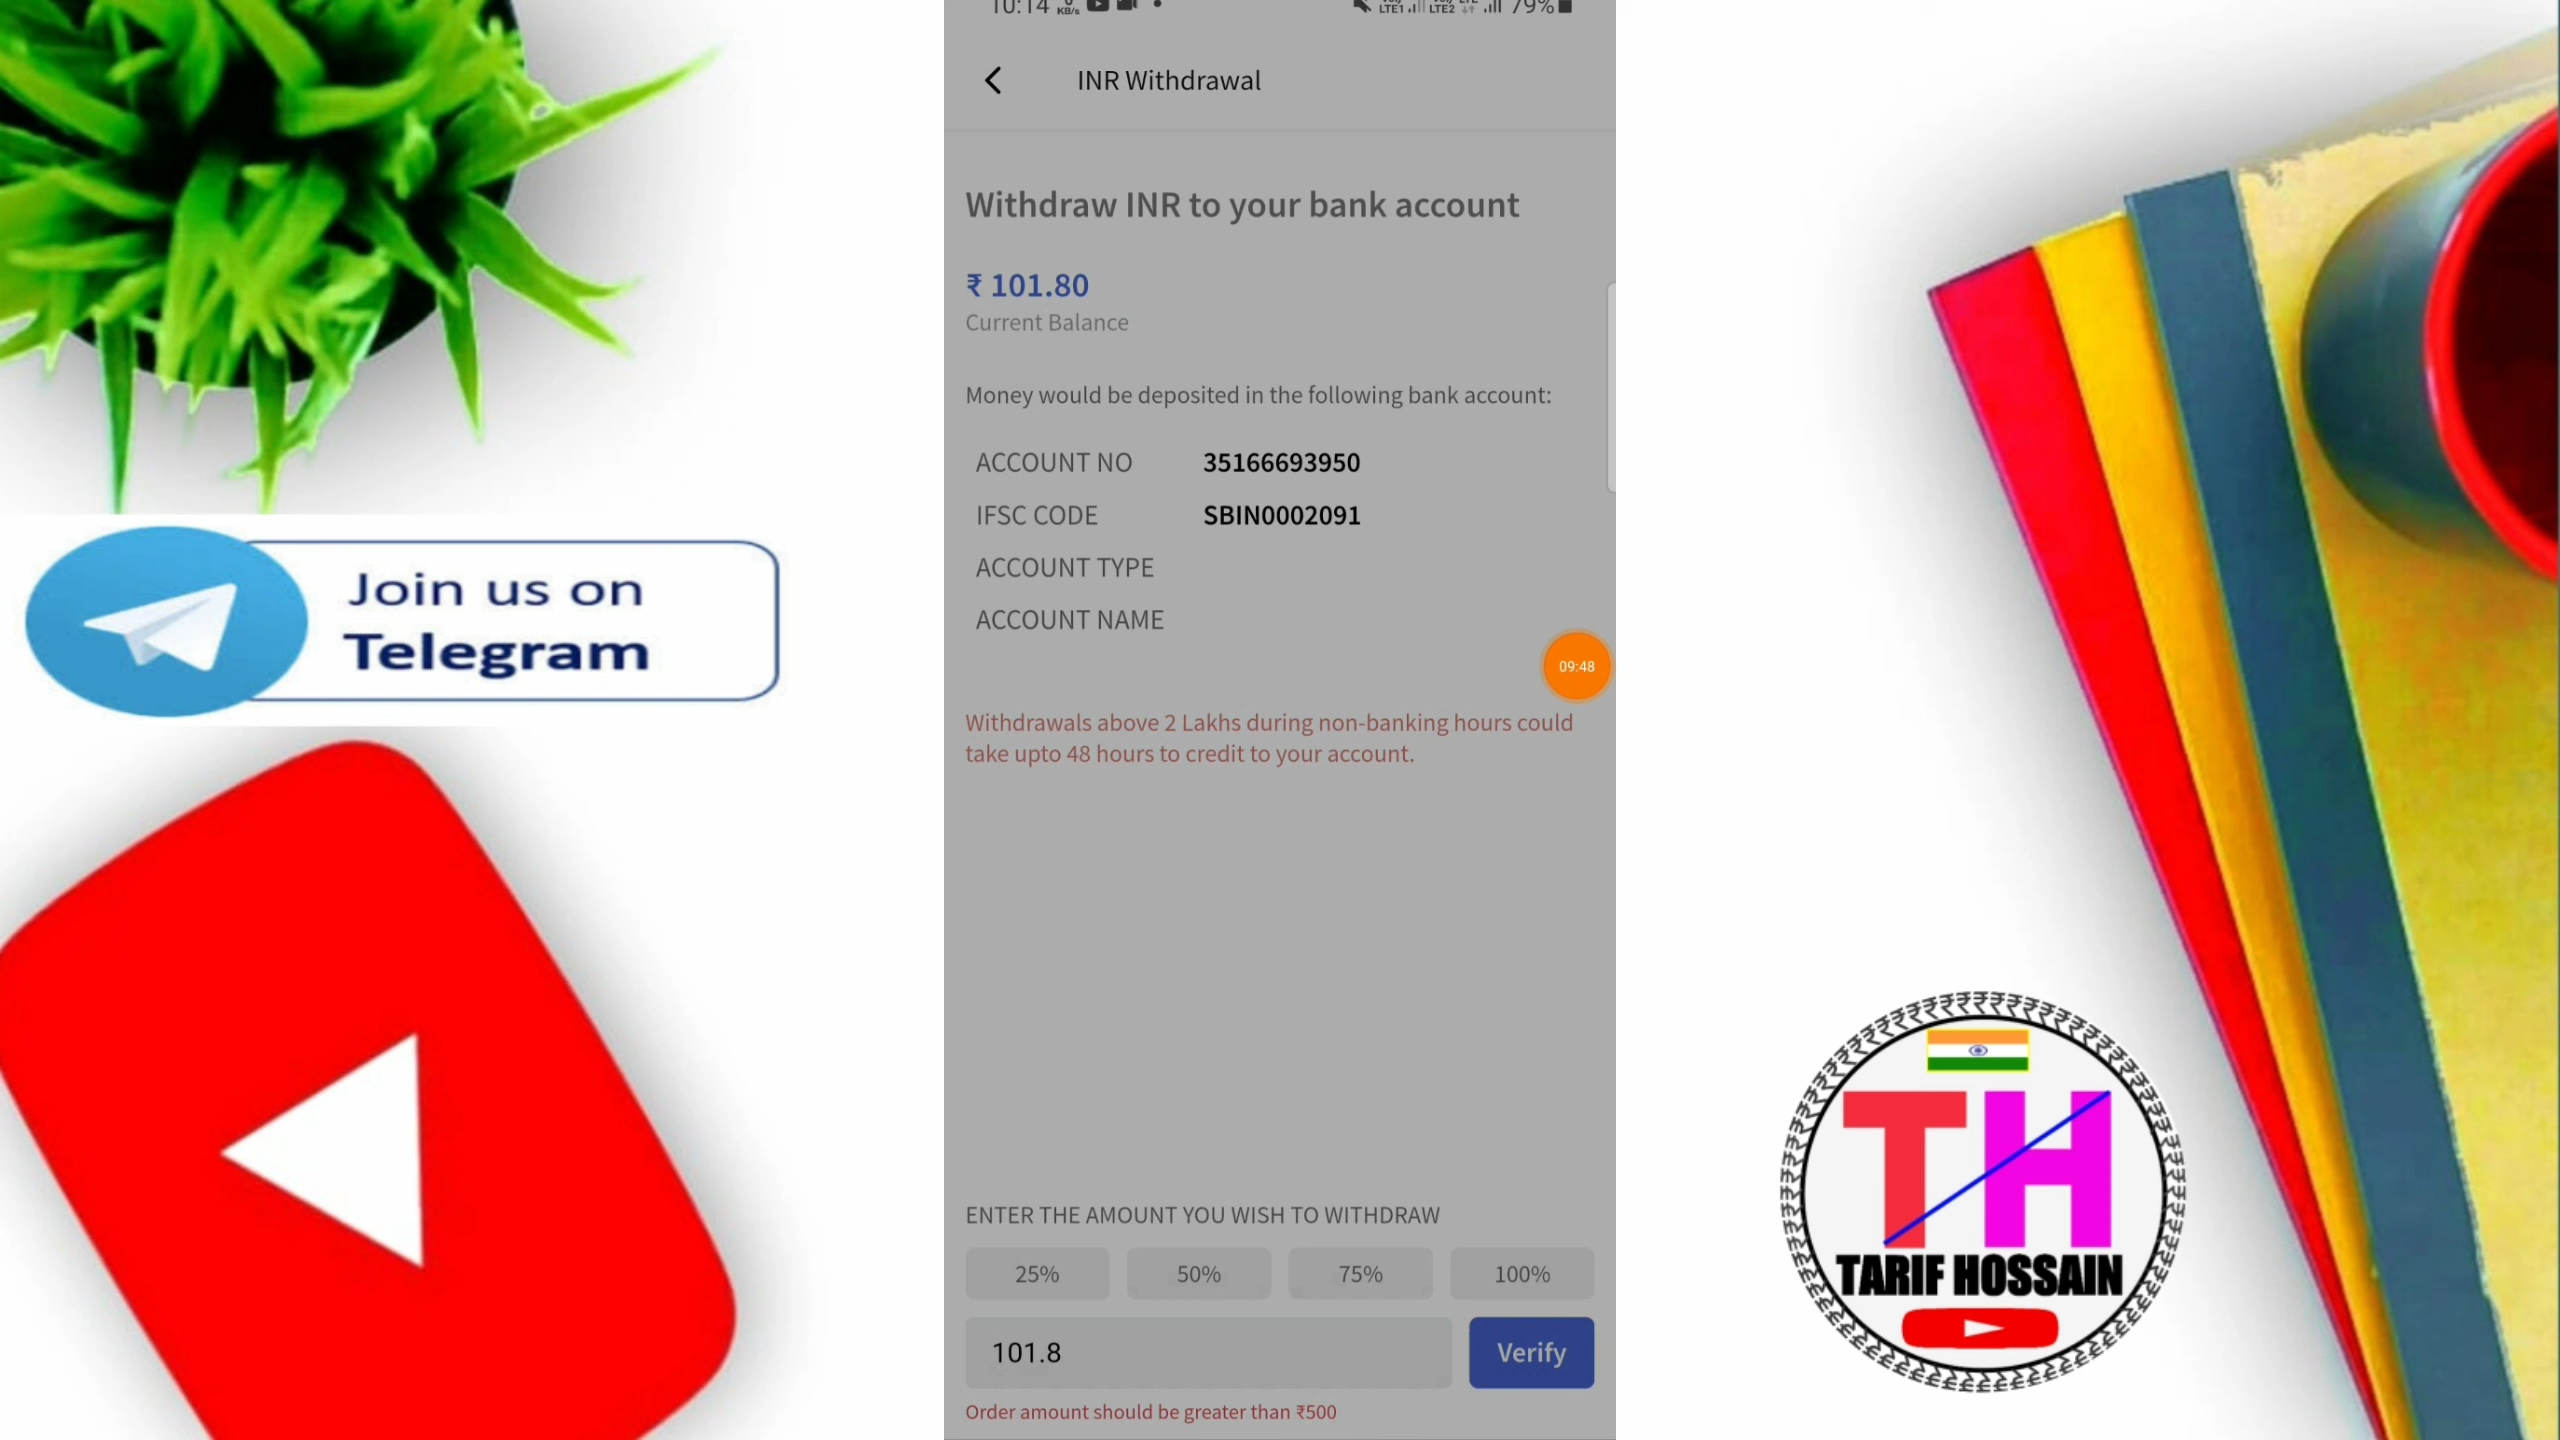 10:14 KB/s LTE1 LTE2 79%
INR Withdrawal
Withdraw INR to your bank account
₹ 101.80
Current Balance
Money would be deposited in the following bank account:
ACCOUNT NO 35166693950
IFSC CODE SBIN0002091
ACCOUNT TYPE
ACCOUNT NAME
09:48
Withdrawals above 2 Lakhs during non-banking hours could
take upto 48 hours to credit to your account.
ENTER THE AMOUNT YOU WISH TO WITHDRAW
25% 50% 75% 100%
101.8 Verify
Order amount should be greater than ₹500
Join us on
Telegram
TH
TARIF HOSSAIN